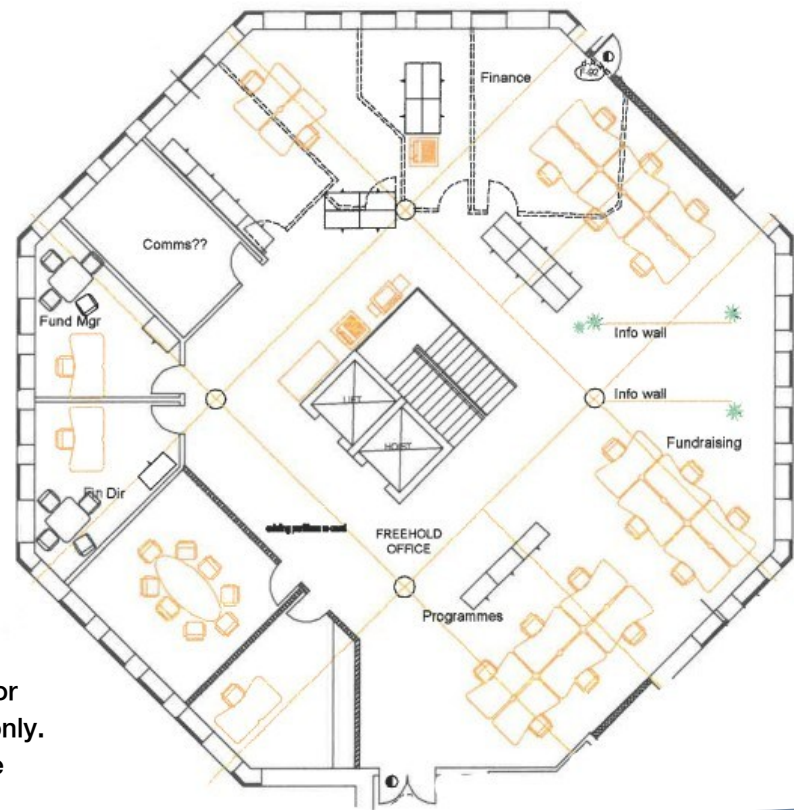 Finance
F-92
Comms??
Fund Mgr
Info wall
Info wall
LIFT
HOIST
Fundraising
Fin Dir
FREEHOLD
OFFICE
Programmes
or
only.
e